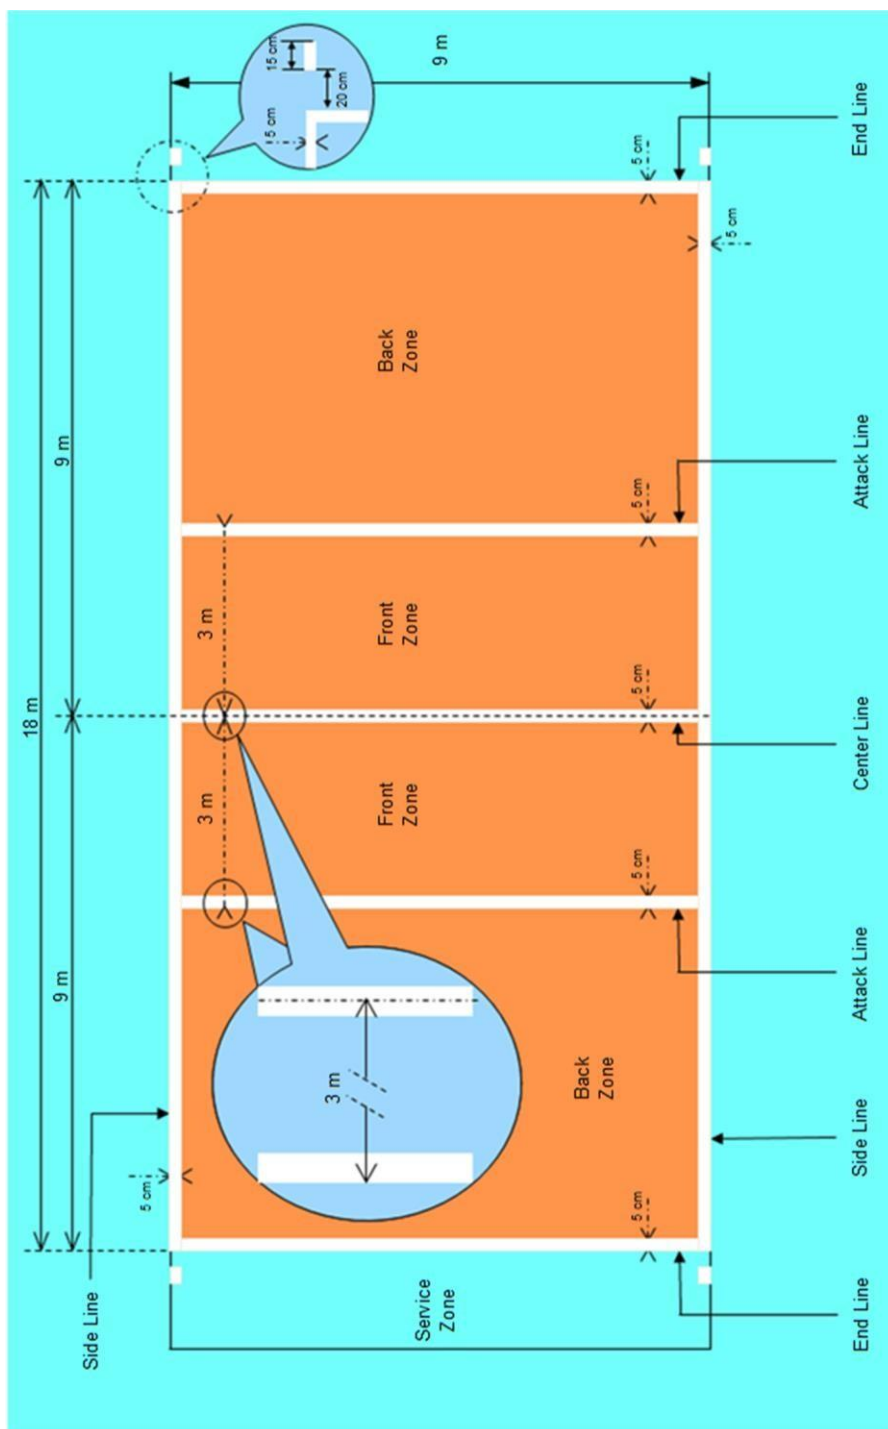 18 m
9 m
9 m
Side Line
5 cm
3 m
3 m
5 cm
15 cm
20 cm
9 m
3 m
Front
Zone
Front
Zone
Back
Zone
Service
Zone
Back
Zone
5 cm
5 cm
5 cm
5 cm
5 cm
5 cm
End Line
Side Line
Attack Line
Center Line
Attack Line
End Line